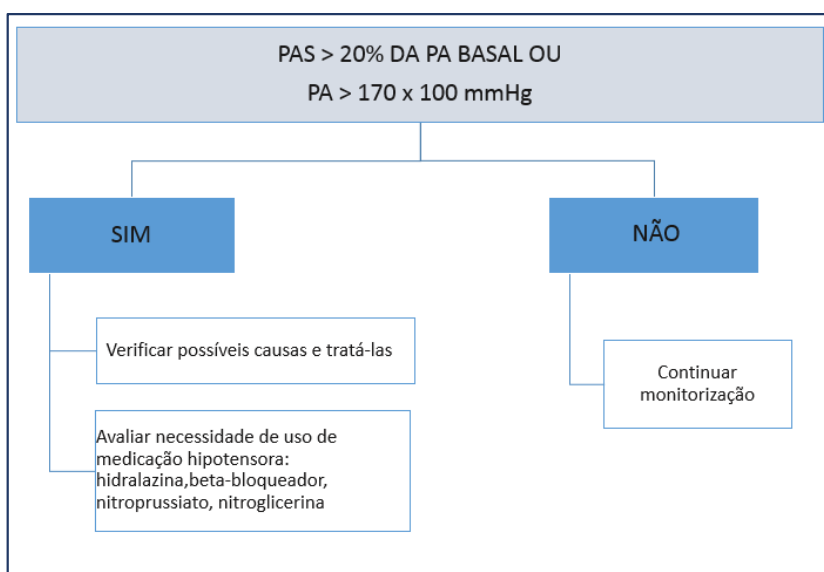 PAS > 20% DA PA BASAL OU
PA > 170 x 100 mmHg
SIM
NÃO
Verificar possíveis causas e tratá-las
Avaliar necessidade de uso de
medicação hipotensora:
hidralazina,beta-bloqueador,
nitroprussiato, nitroglicerina
Continuar
monitorização